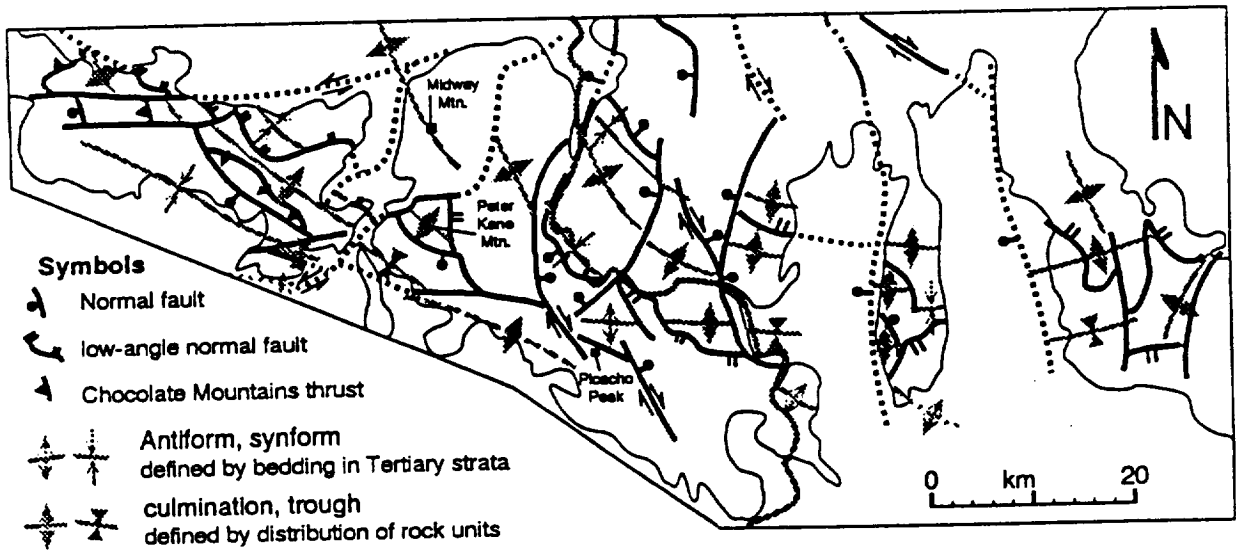 Midway
Mtn.
N
Peter
Kane
Mtn.
Symbols
Normal fault
low-angle normal fault
Chocolate Mountains thrust
Antiform, synform
defined by bedding in Tertiary strata
culmination, trough
defined by distribution of rock units
Picacho
Peak
0 km 20